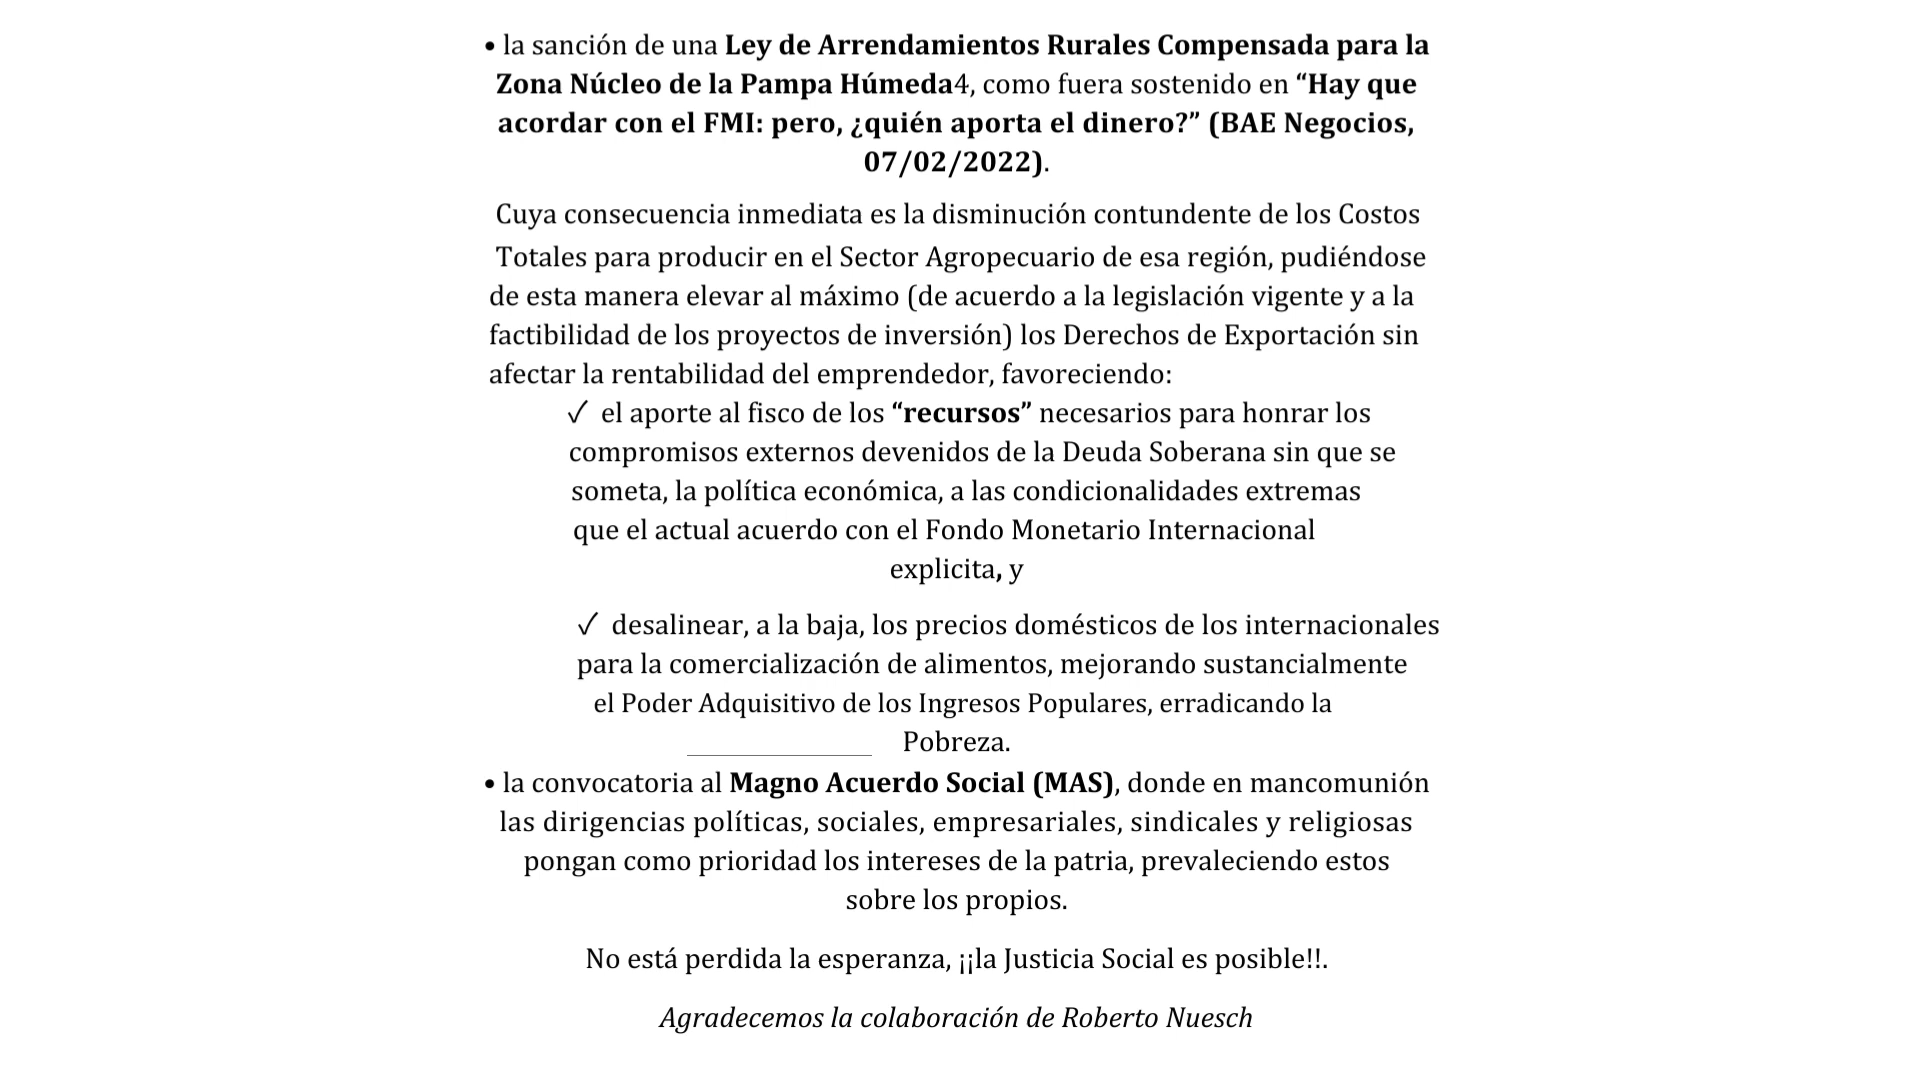 • la sanción de una Ley de Arrendamientos Rurales Compensada para la
Zona Núcleo de la Pampa Húmeda4, como fuera sostenido en “Hay que
acordar con el FMI: pero, ¿quién aporta el dinero?” (BAE Negocios,
07/02/2022).
Cuya consecuencia inmediata es la disminución contundente de los Costos
Totales para producir en el Sector Agropecuario de esa región, pudiéndose
de esta manera elevar al máximo (de acuerdo a la legislación vigente y a la
factibilidad de los proyectos de inversión) los Derechos de Exportación sin
afectar la rentabilidad del emprendedor, favoreciendo:
✓ el aporte al fisco de los “recursos” necesarios para honrar los
compromisos externos devenidos de la Deuda Soberana sin que se
someta, la política económica, a las condicionalidades extremas
que el actual acuerdo con el Fondo Monetario Internacional
explicita, y
✓ desalinear, a la baja, los precios domésticos de los internacionales
para la comercialización de alimentos, mejorando sustancialmente
el Poder Adquisitivo de los Ingresos Populares, erradicando la
Pobreza.
• la convocatoria al Magno Acuerdo Social (MAS), donde en mancomunión
las dirigencias políticas, sociales, empresariales, sindicales y religiosas
pongan como prioridad los intereses de la patria, prevaleciendo estos
sobre los propios.
No está perdida la esperanza, ¡¡la Justicia Social es posible!!.
Agradecemos la colaboración de Roberto Nuesch